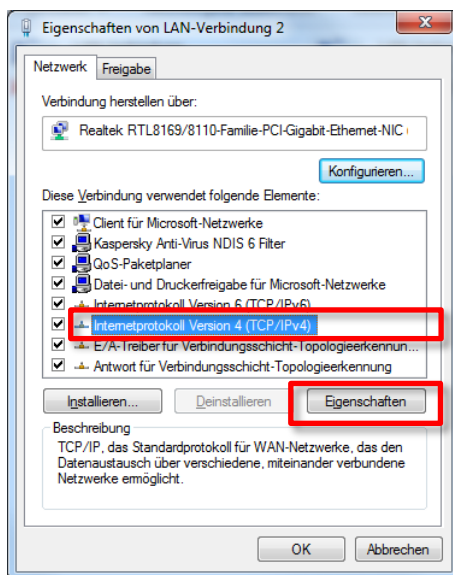 Eigenschaften von LAN-Verbindung 2
Netzwerk Freigabe
Verbindung herstellen über:
Realtek RTL8169/8110-Familie-PCI-Gigabit-Ethernet-NIC (
Konfigurieren...
Diese Verbindung verwendet folgende Elemente:
Client für Microsoft-Netzwerke
Kaspersky Anti-Virus NDIS 6 Filter
QoS-Paketplaner
Datei- und Druckerfreigabe für Microsoft-Netzwerke
Internetprotokoll Version 6 (TCP/IPv6)
Internetprotokoll Version 4 (TCP/IPv4)
E/A-Treiber für Verbindungsschicht-Topologieerkennun...
Antwort für Verbindungsschicht-Topologieerkennung
Installieren... Deinstallieren Eigenschaften
Beschreibung
TCP/IP, das Standardprotokoll für WAN-Netzwerke, das den
Datenaustausch über verschiedene, miteinander verbundene
Netzwerke ermöglicht.
OK Abbrechen